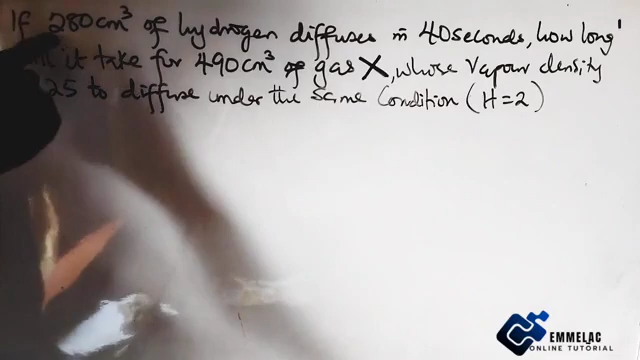 If 280cm³ of hydrogen diffuses in 40seconds, how long
it take for 490cm³ of gas X, whose vapour density
25 to diffuse under the same condition (H=2)
EMMELAC
ONLINE TUTORIAL